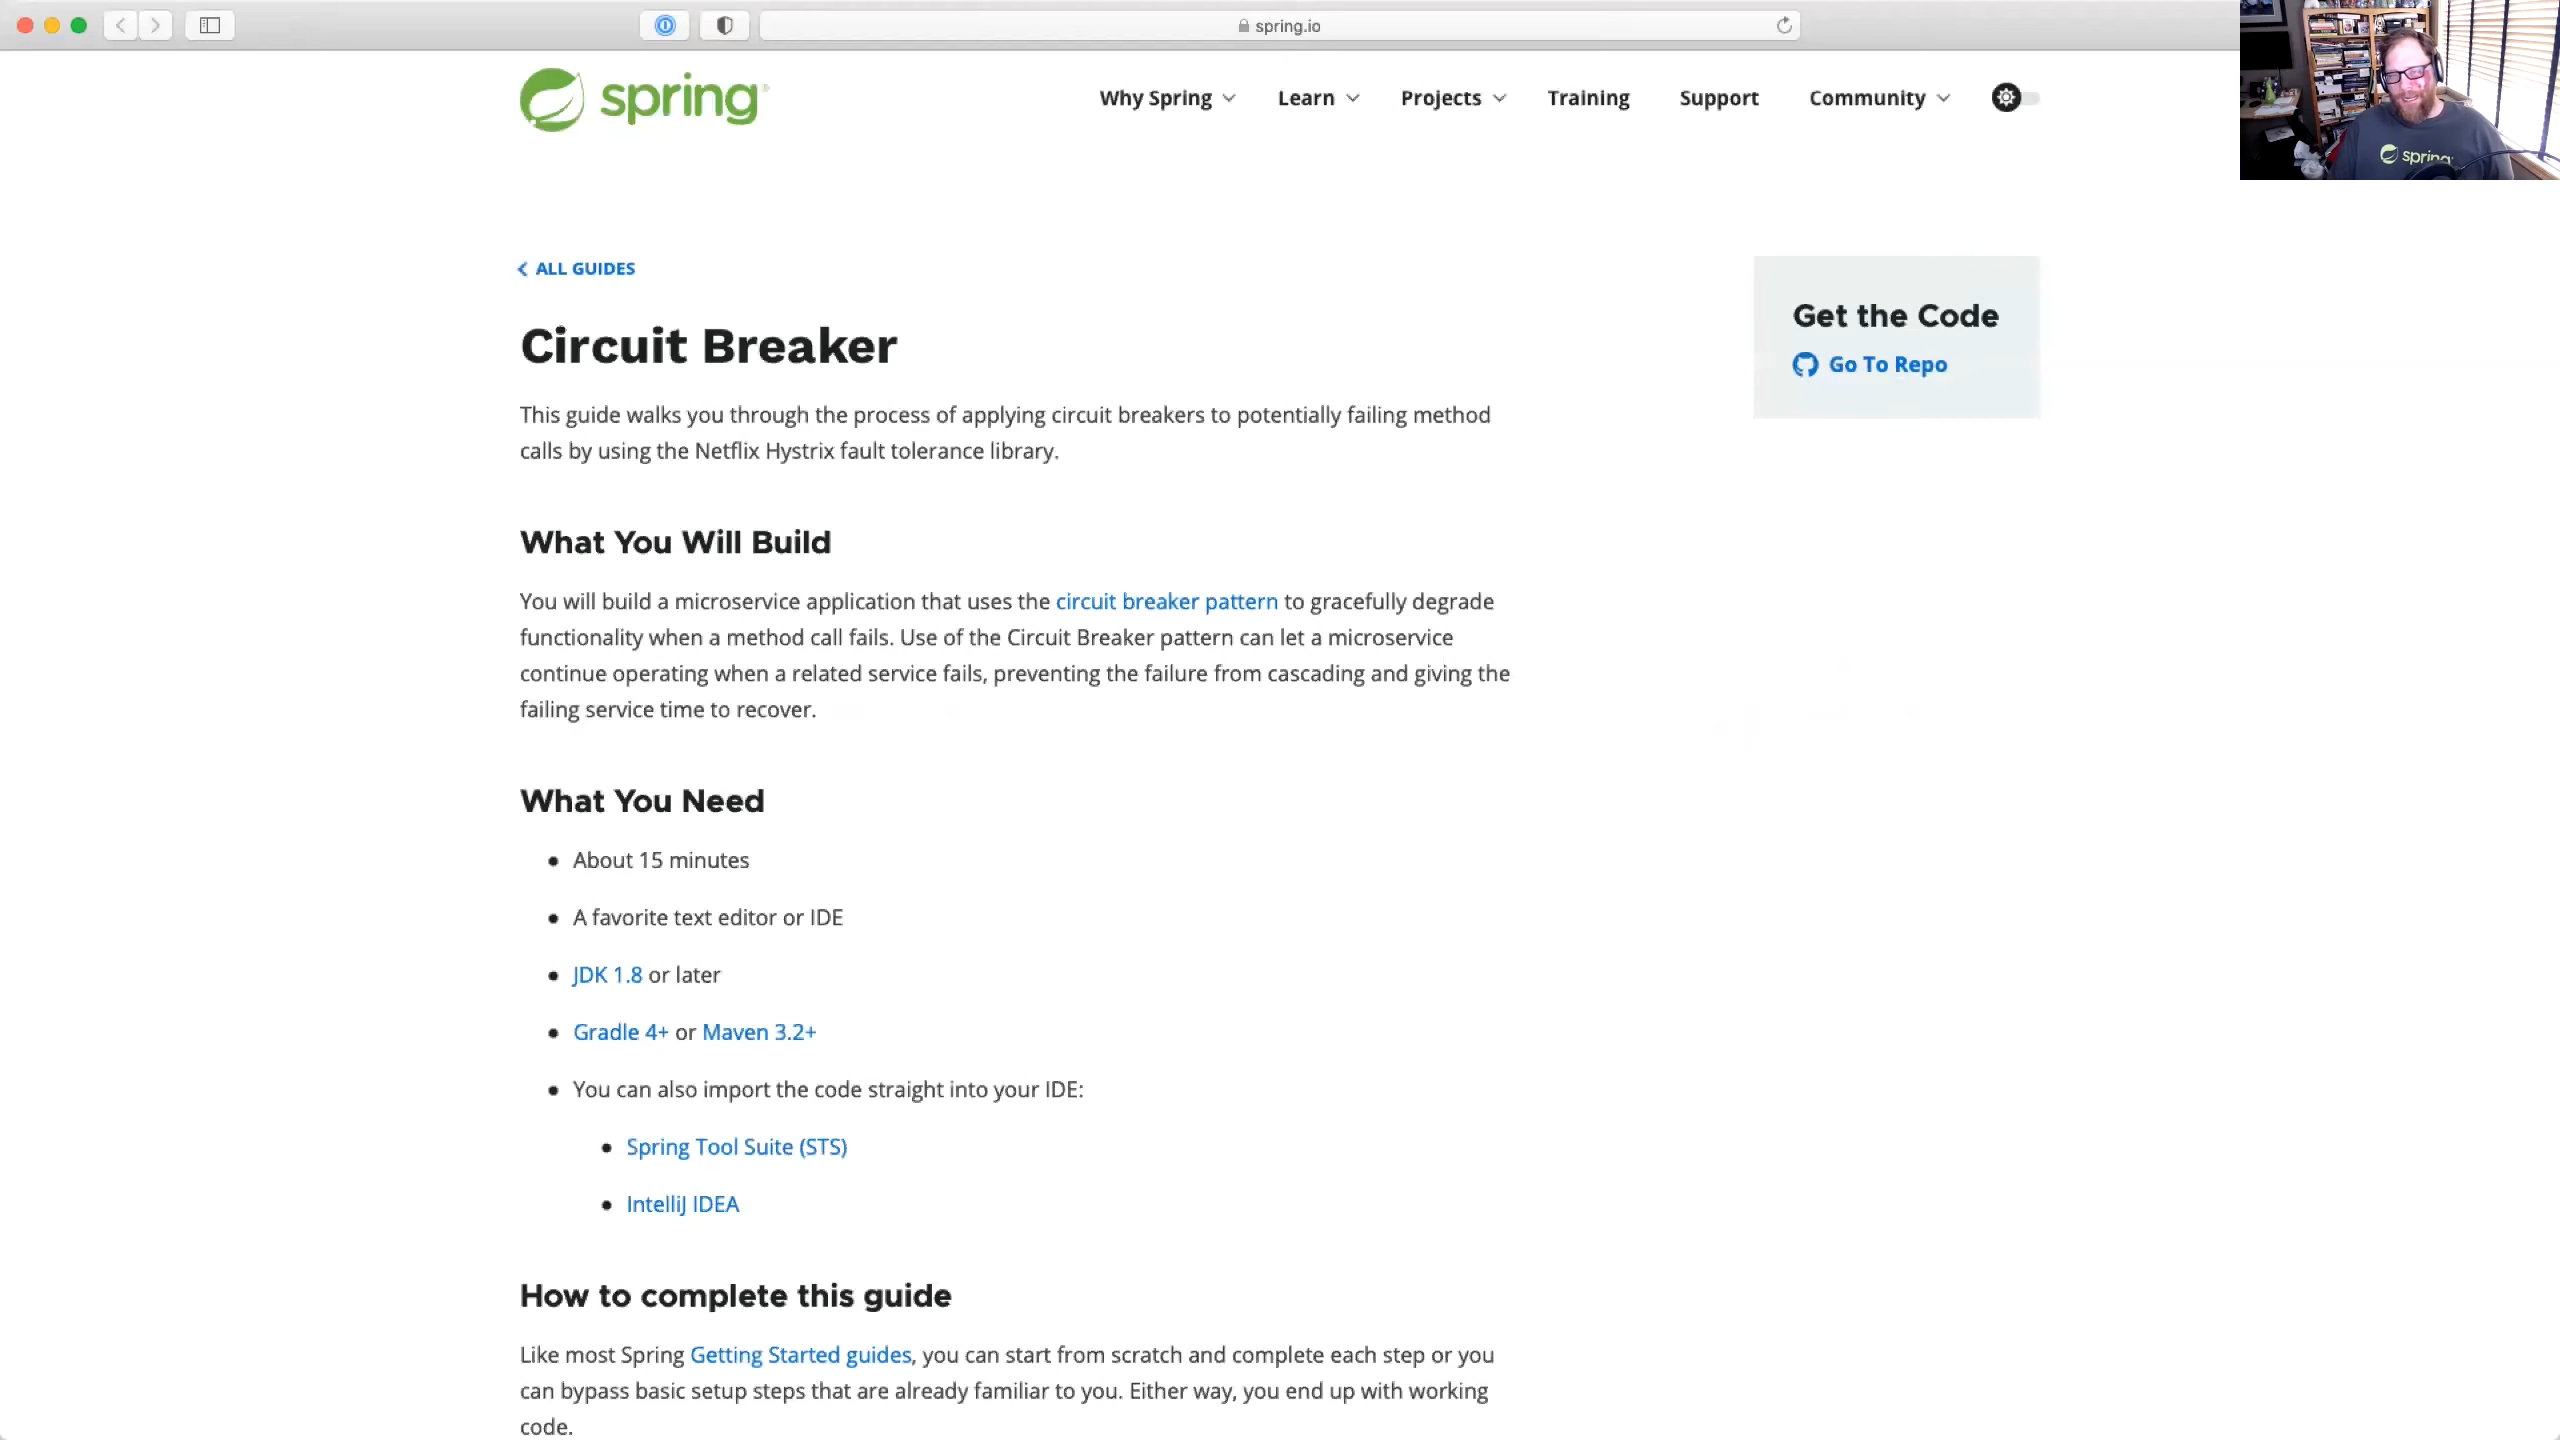 spring.io
spring
Why Spring
Learn
Projects
Training
Support
Community
spring
ALL GUIDES
Circuit Breaker
This guide walks you through the process of applying circuit breakers to potentially failing method
calls by using the Netflix Hystrix fault tolerance library.
Get the Code
Go To Repo
What You Will Build
You will build a microservice application that uses the circuit breaker pattern to gracefully degrade
functionality when a method call fails. Use of the Circuit Breaker pattern can let a microservice
continue operating when a related service fails, preventing the failure from cascading and giving the
failing service time to recover.
What You Need
• About 15 minutes
• A favorite text editor or IDE
• JDK 1.8 or later
• Gradle 4+ or Maven 3.2+
• You can also import the code straight into your IDE:
• Spring Tool Suite (STS)
• IntelliJ IDEA
How to complete this guide
Like most Spring Getting Started guides, you can start from scratch and complete each step or you
can bypass basic setup steps that are already familiar to you. Either way, you end up with working
code.